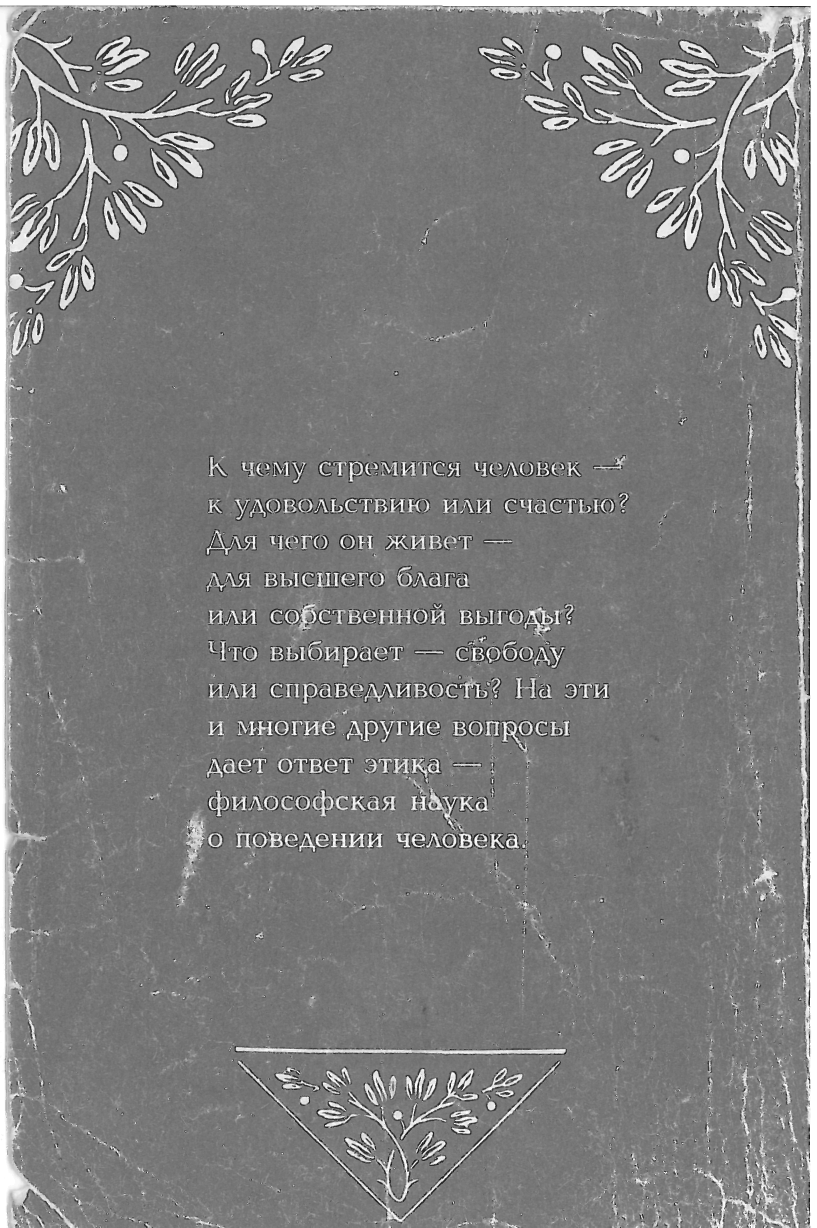 К чему стремится человек —
к удовольствию или счастью?
Для чего он живет —
для высшего блага
или собственной выгоды?
Что выбирает — свободу
или справедливость? На эти
и многие другие вопросы
дает ответ этика —
философская наука
о поведении человека.